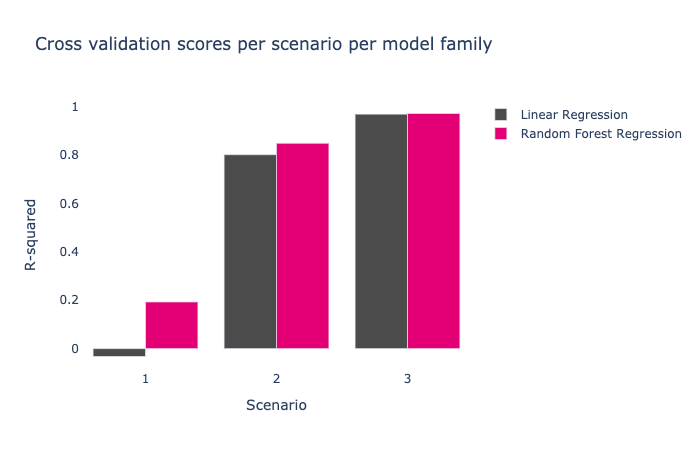 Cross validation scores per scenario per model family
1
0.8
0.6
0.4
0.2
0
R-squared
1 2 3
Scenario
Linear Regression
Random Forest Regression